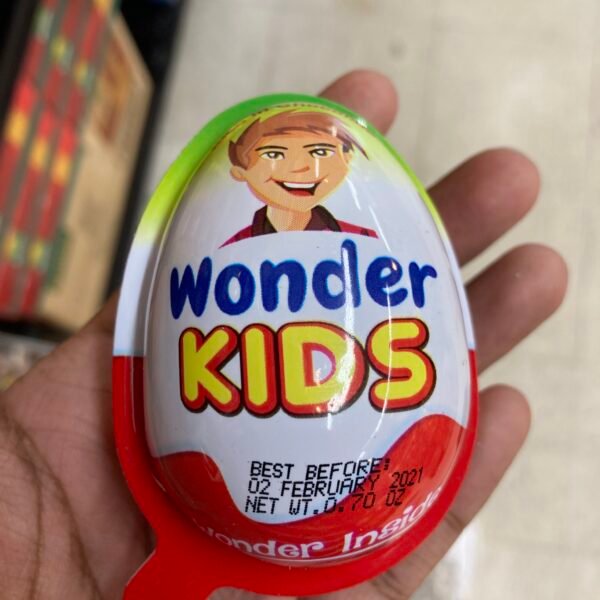 Wonder
KIDS
BEST BEFORE:
02 FEBRUARY 2021
NET WT.0.70 OZ
Wonder Inside